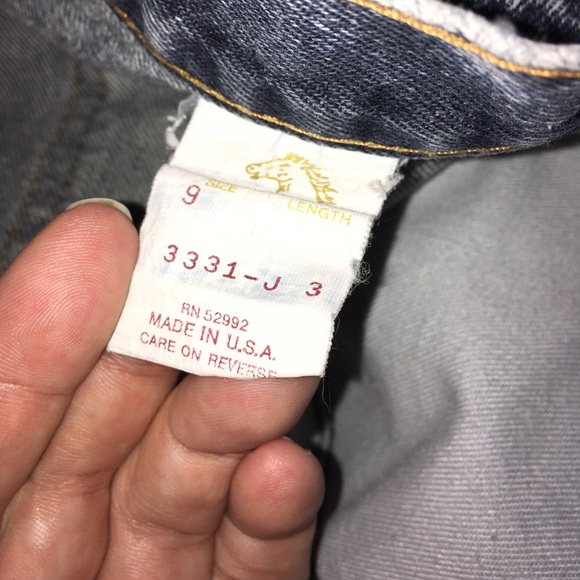 SIZE LENGTH
9
3331-J 3
RN 52992
MADE IN U.S.A.
CARE ON REVERSE